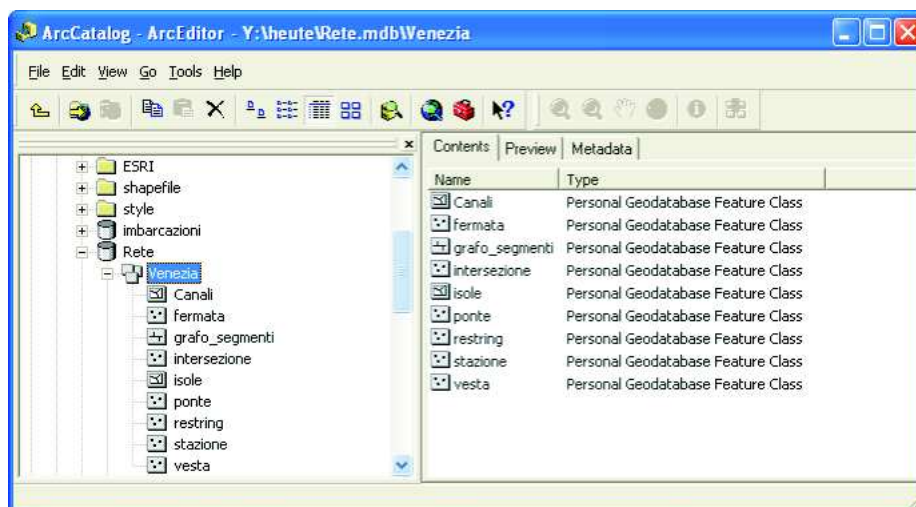 ArcCatalog - ArcEditor - Y:\heute\Rete.mdb\Venezia
File Edit View Go Tools Help
ESRI
shapefile
style
imbarcazioni
Rete
Venezia
Canali
fermata
grafo_segmenti
intersezione
isole
ponte
restring
stazione
vesta
Contents Preview Metadata
Name Type
Canali Personal Geodatabase Feature Class
fermata Personal Geodatabase Feature Class
grafo_segmenti Personal Geodatabase Feature Class
intersezione Personal Geodatabase Feature Class
isole Personal Geodatabase Feature Class
ponte Personal Geodatabase Feature Class
restring Personal Geodatabase Feature Class
stazione Personal Geodatabase Feature Class
vesta Personal Geodatabase Feature Class